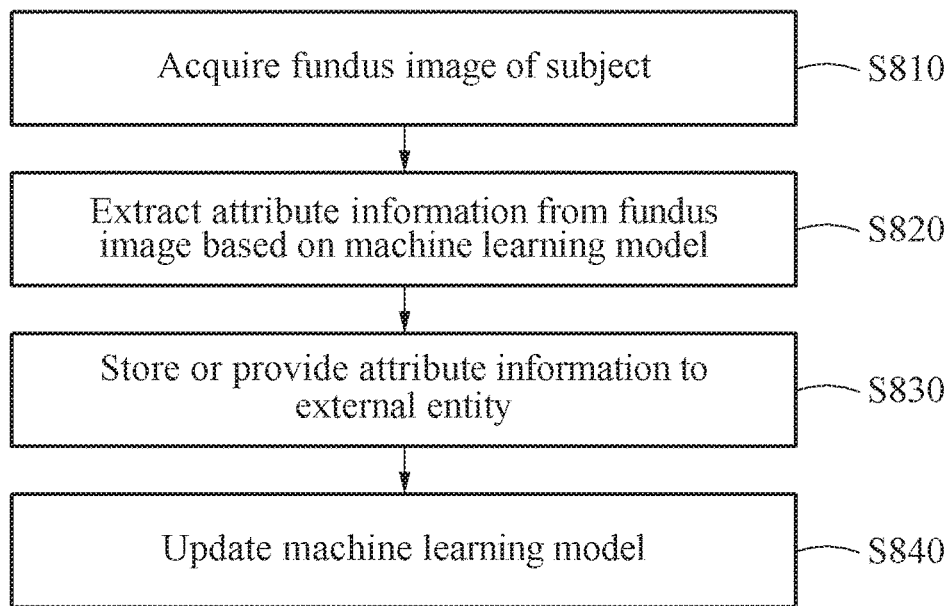 Acquire fundus image of subject
S810
Extract attribute information from fundus
image based on machine learning model
S820
Store or provide attribute information to
external entity
S830
Update machine learning model
S840